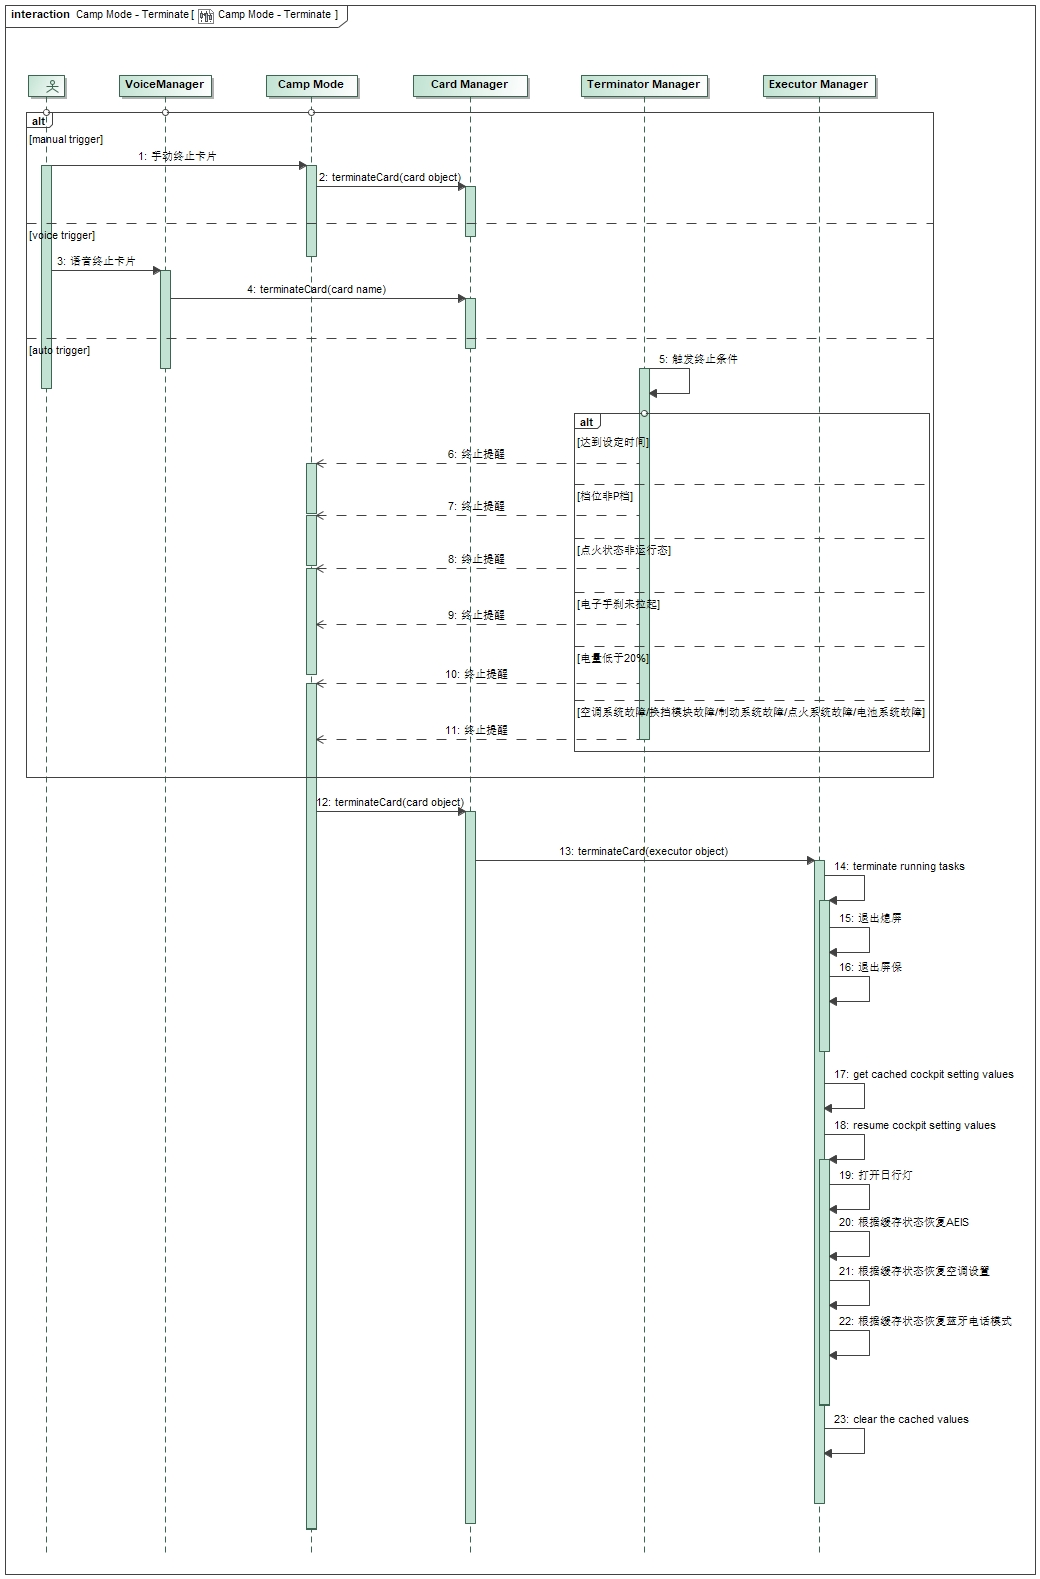 interaction Camp Mode - Terminate [ Camp Mode - Terminate ]
VoiceManager
Camp Mode
Card Manager
Terminator Manager
Executor Manager
alt
[manual trigger]
1: 手动终止卡片
2: terminateCard(card object)
[voice trigger]
3: 语音终止卡片
4: terminateCard(card name)
[auto trigger]
5: 触发终止条件
alt
[达到设定时间]
6: 终止提醒
[档位非P档]
7: 终止提醒
[点火状态非运行态]
8: 终止提醒
[电子手刹未拉起]
9: 终止提醒
[电量低于20%]
10: 终止提醒
[空调系统故障/换挡模块故障/制动系统故障/点火系统故障/电池系统故障]
11: 终止提醒
12: terminateCard(card object)
13: terminateCard(executor object)
14: terminate running tasks
15: 退出熄屏
16: 退出屏保
17: get cached cockpit setting values
18: resume cockpit setting values
19: 打开日行灯
20: 根据缓存状态恢复AEIS
21: 根据缓存状态恢复空调设置
22: 根据缓存状态恢复蓝牙电话模式
23: clear the cached values